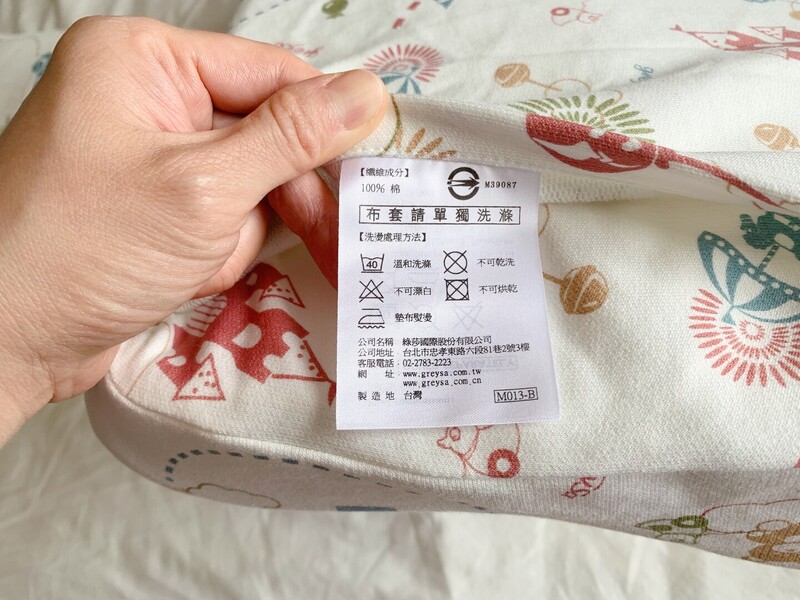 【纖維成分】
100% 棉
M39087
布套請單獨洗滌
【洗燙處理方法】
40 溫和洗滌 不可乾洗
不可漂白 不可烘乾
墊布熨燙
公司名稱 綠莎國際股份有限公司
公司地址 台北市忠孝東路六段81巷2號3樓
客服電話：02-2783-2223
網 址 www.greysa.com.tw
www.greysa.com.cn
製造地 台灣
M013-B